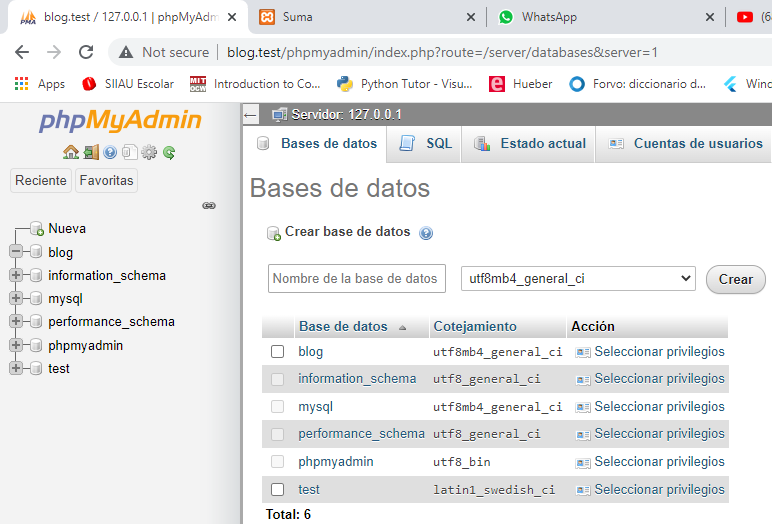 blog.test / 127.0.0.1 | phpMyAdm
Suma
WhatsApp
(6
Not secure
blog.test/phpmyadmin/index.php?route=/server/databases&server=1
Apps
SIIAU Escolar
MIT OCW
Introduction to Co...
Python Tutor - Visu...
Hueber
Forvo: diccionario d...
Wind
phpMyAdmin
Reciente
Favoritas
Nueva
blog
information_schema
mysql
performance_schema
phpmyadmin
test
Servidor: 127.0.0.1
Bases de datos
SQL
Estado actual
Cuentas de usuarios
Bases de datos
Crear base de datos
Nombre de la base de datos
utf8mb4_general_ci
Crear
Base de datos Cotejamiento Acción
blog utf8mb4_general_ci Seleccionar privilegios
information_schema utf8_general_ci Seleccionar privilegios
mysql utf8mb4_general_ci Seleccionar privilegios
performance_schema utf8_general_ci Seleccionar privilegios
phpmyadmin utf8_bin Seleccionar privilegios
test latin1_swedish_ci Seleccionar privilegios
Total: 6